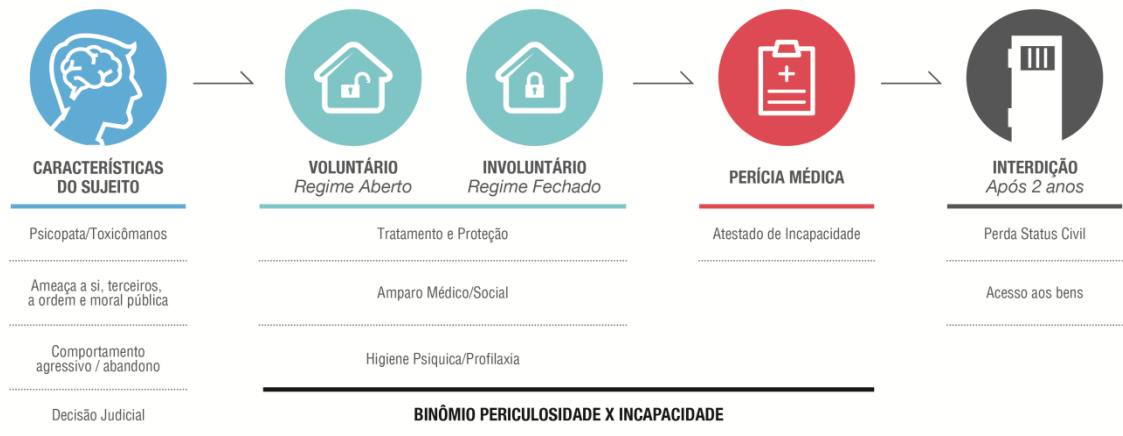 CARACTERÍSTICAS
DO SUJEITO
Psicopata/Toxicômanos
Ameaça a si, terceiros,
a ordem e moral pública
Comportamento
agressivo / abandono
Decisão Judicial
VOLUNTÁRIO
Regime Aberto
INVOLUNTÁRIO
Regime Fechado
Tratamento e Proteção
Amparo Médico/Social
Higiene Psiquica/Profilaxia
PERÍCIA MÉDICA
Atestado de Incapacidade
BINÔMIO PERICULOSIDADE X INCAPACIDADE
INTERDIÇÃO
Após 2 anos
Perda Status Civil
Acesso aos bens